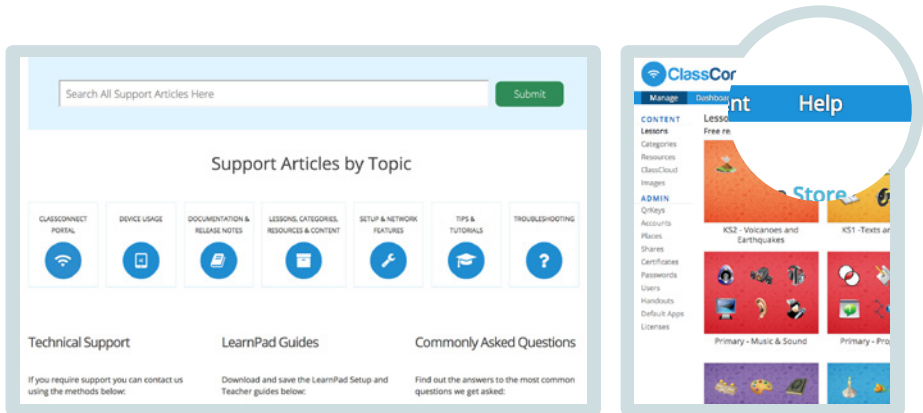 Search All Support Articles Here
Submit
Support Articles by Topic
CLASSCONNECT
PORTAL
DEVICE USAGE
DOCUMENTATION &
RELEASE NOTES
LESSONS, CATEGORIES,
RESOURCES & CONTENT
SETUP & NETWORK
FEATURES
TIPS &
TUTORIALS
TROUBLESHOOTING
Technical Support
If you require support you can contact us
using the methods below:
LearnPad Guides
Download and save the LearnPad Setup and
Teacher guides below:
Commonly Asked Questions
Find out the answers to the most common
questions we get asked:
ClassCor
Manage
Dashboar
nt
Help
Store
CONTENT
Lessons
Categories
Resources
ClassCloud
Images
ADMIN
QrKeys
Accounts
Places
Shares
Certificates
Passwords
Users
Handouts
Default Apps
Licenses
Lesso
Free re
KS2 - Volcanoes and
Earthquakes
KS1 -Texts ar
Primary - Music & Sound
Primary - Pro